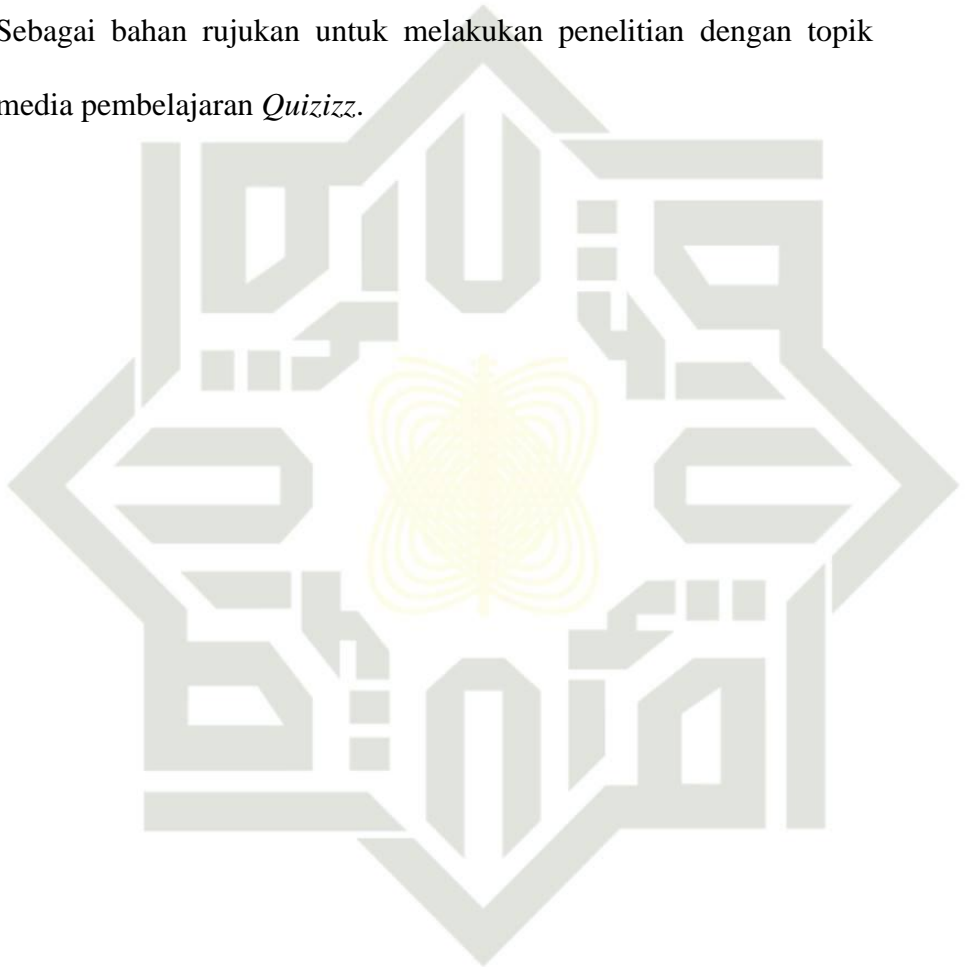 Sebagai bahan rujukan untuk melakukan penelitian dengan topik
media pembelajaran Quizizz.